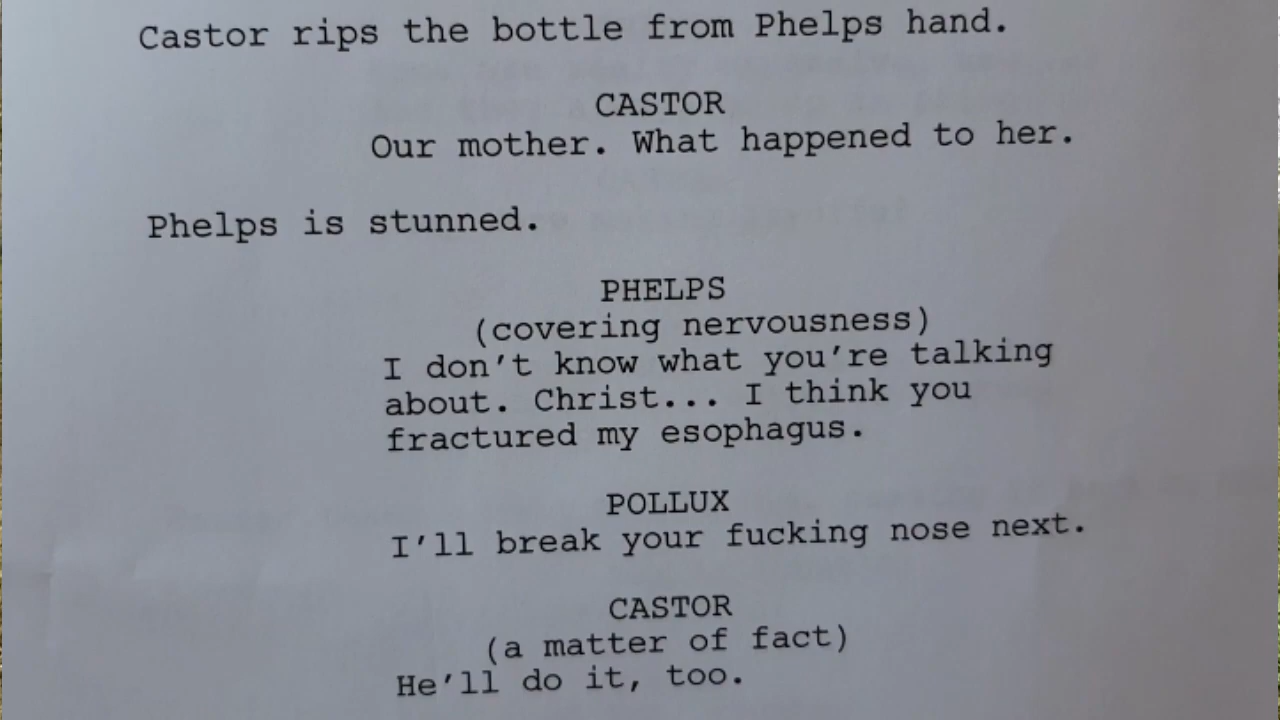 Castor rips the bottle from Phelps hand.
CASTOR
Our mother. What happened to her.
Phelps is stunned.
PHELPS
(covering nervousness)
I don't know what you're talking
about. Christ... I think you
fractured my esophagus.
POLLUX
I'll break your fucking nose next.
CASTOR
(a matter of fact)
He'll do it, too.